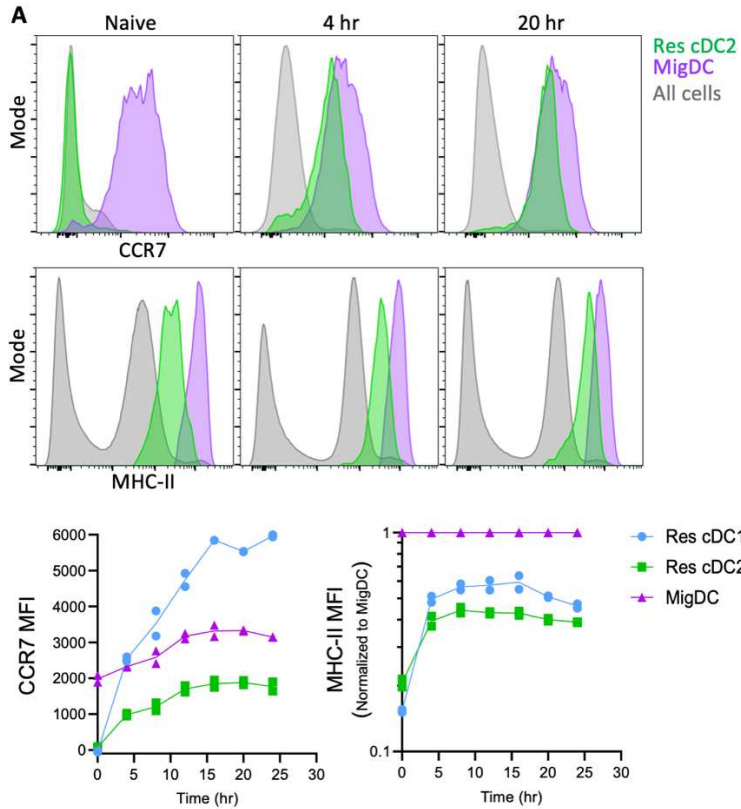 A
Naive
4 hr
20 hr
Res cDC2
MigDC
All cells
Mode
CCR7
Mode
MHC-II
CCR7 MFI
6000
5000
4000
3000
2000
1000
0
0 5 10 15 20 25 30
Time (hr)
MHC-II MFI
(Normalized to MigDC)
1
0.1
0 5 10 15 20 25 30
Time (hr)
Res cDC1
Res cDC2
MigDC